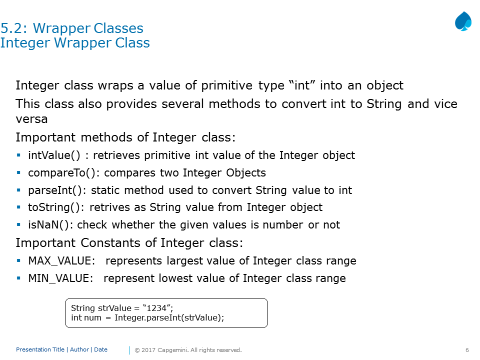 5.2: Wrapper Classes
Integer Wrapper Class
Integer class wraps a value of primitive type “int” into an object
This class also provides several methods to convert int to String and vice
versa
Important methods of Integer class:
▪ intValue() : retrieves primitive int value of the Integer object
▪ compareTo(): compares two Integer Objects
▪ parseInt(): static method used to convert String value to int
▪ toString(): retrives as String value from Integer object
▪ isNaN(): check whether the given values is number or not
Important Constants of Integer class:
▪ MAX_VALUE: represents largest value of Integer class range
▪ MIN_VALUE: represent lowest value of Integer class range
String strValue = “1234”;
int num = Integer.parseInt(strValue);
Presentation Title | Author | Date
© 2017 Capgemini. All rights reserved.
6